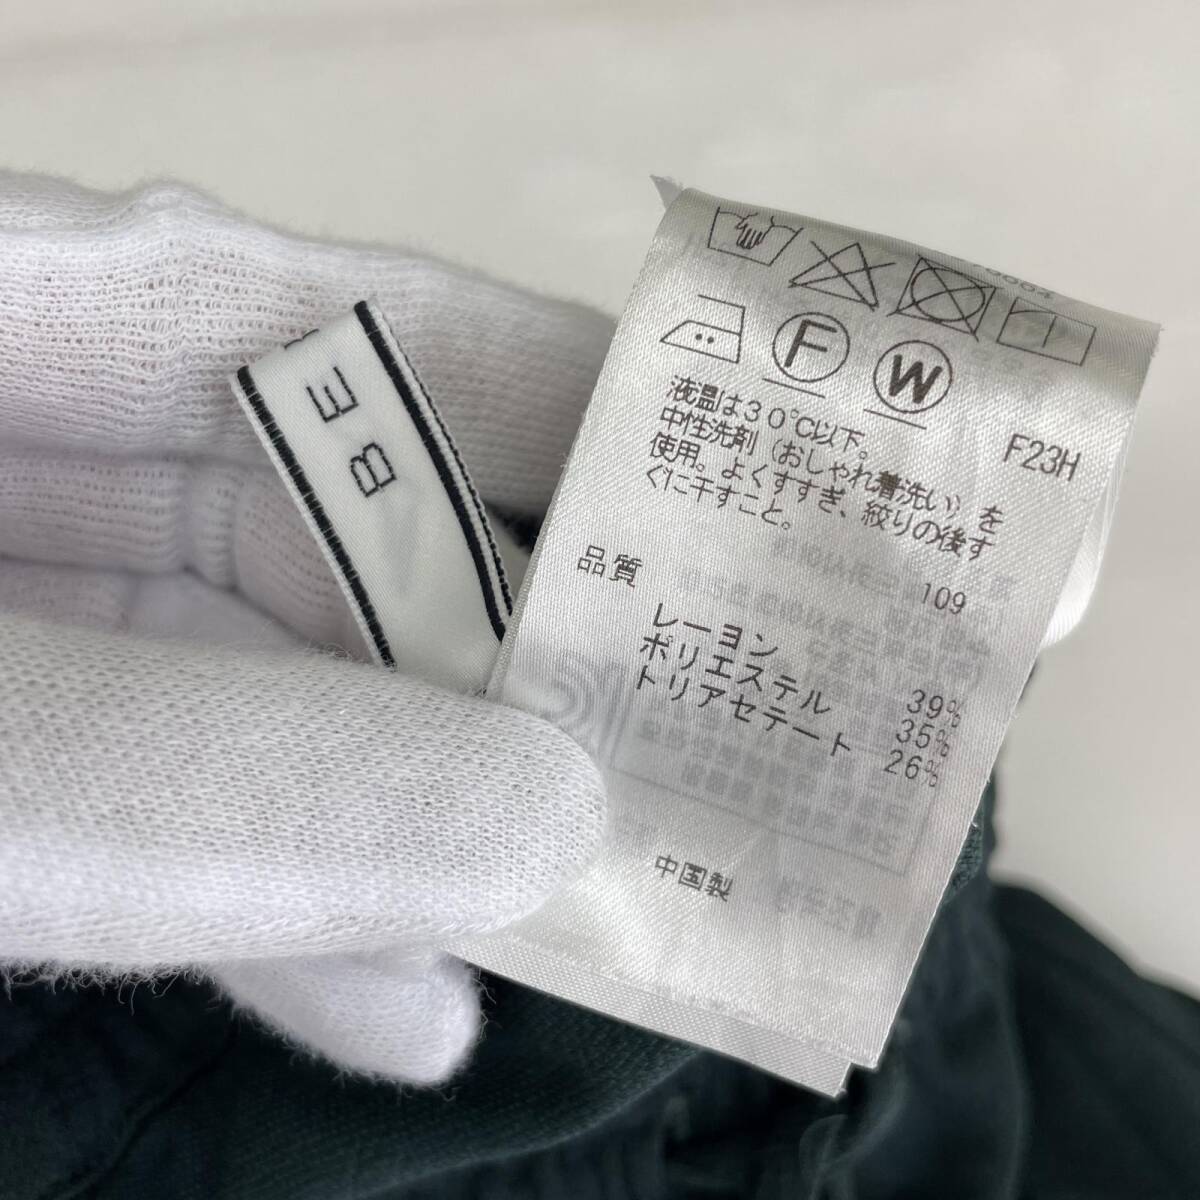 BE
F
W
F23H
液温は30℃以下。
中性洗剤（おしゃれ着洗い）を
使用。よくすすぎ、絞りの後す
ぐに干すこと。
品質
109
レーヨン 39%
ポリエステル 35%
トリアセテート 26%
中国製